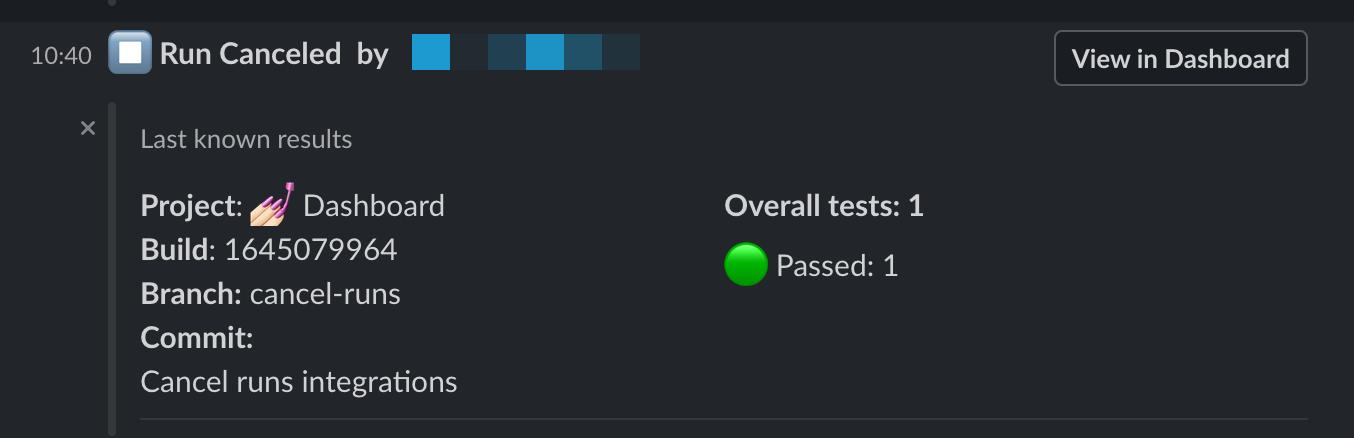 10:40 Run Canceled by
View in Dashboard
Last known results
Project: Dashboard
Build: 1645079964
Branch: cancel-runs
Commit:
Cancel runs integrations
Overall tests: 1
Passed: 1